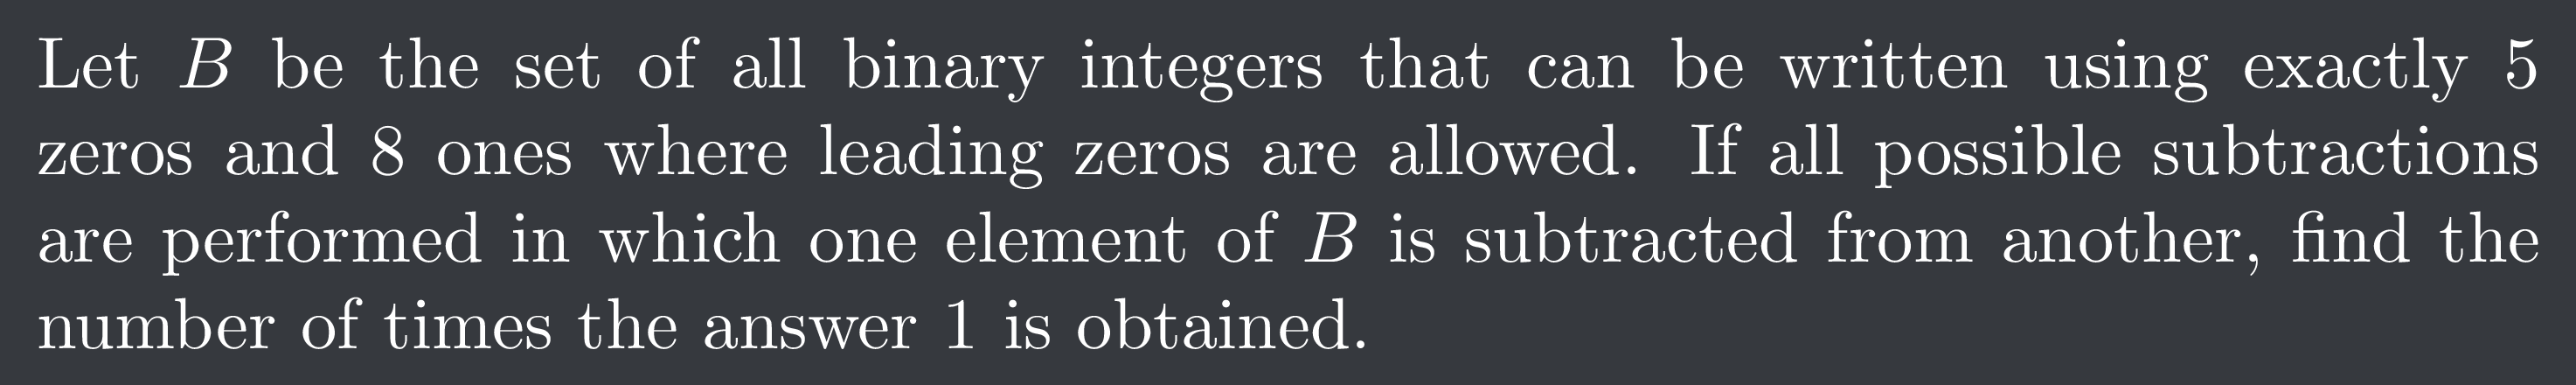 Let B be the set of all binary integers that can be written using exactly 5
zeros and 8 ones where leading zeros are allowed. If all possible subtractions
are performed in which one element of B is subtracted from another, find the
number of times the answer 1 is obtained.